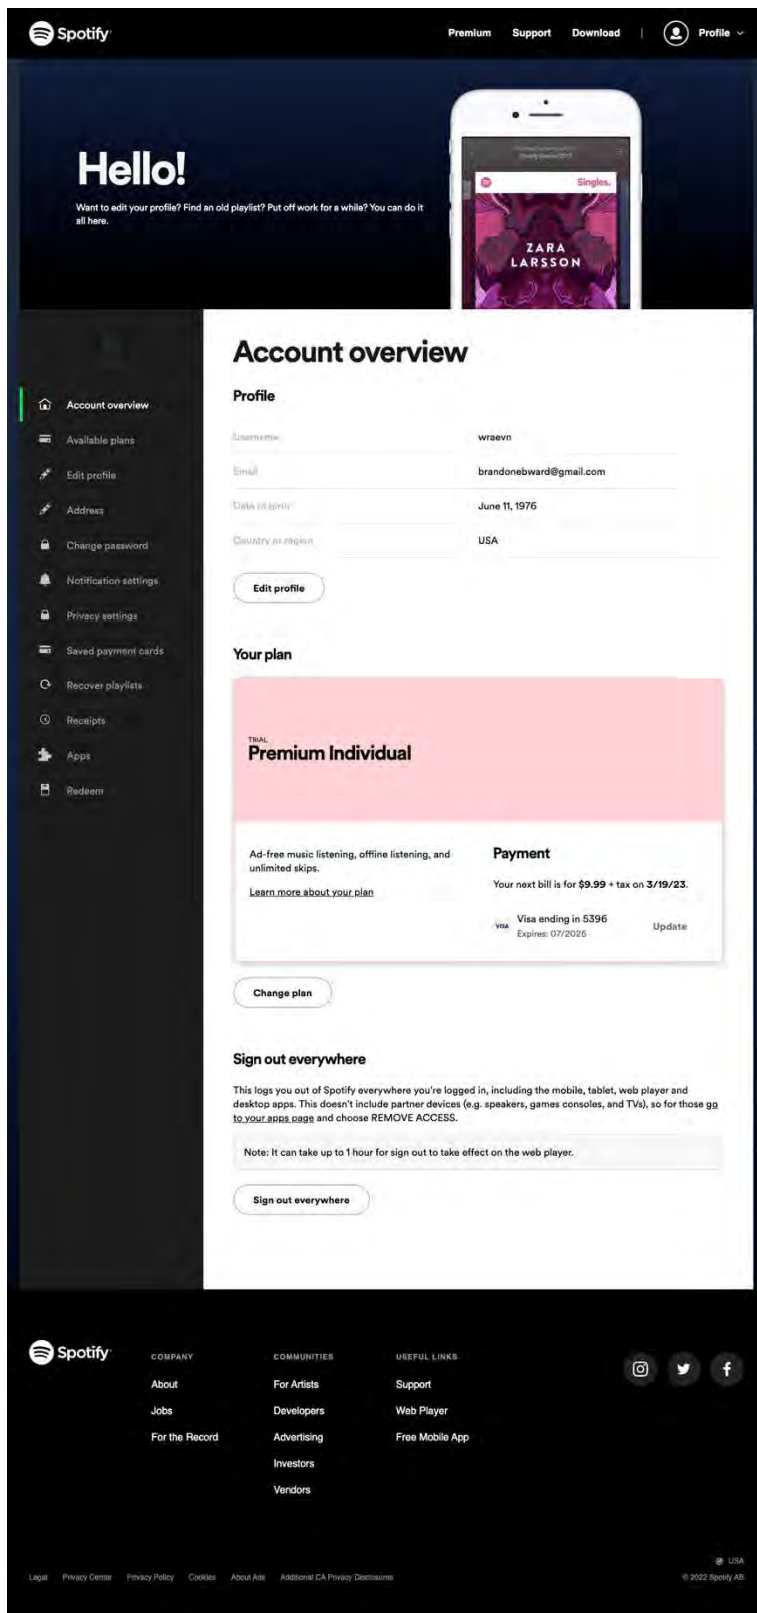 Spotify
Premium Support Download | Profile
Hello!
Want to edit your profile? Find an old playlist? Put off work for a while? You can do it
all here.
Singles.
ZARA
LARSSON
Account overview
Profile
Account overview
Available plans
Edit profile
Address
Change password
Notification settings
Privacy settings
Saved payment cards
Recover playlists
Receipts
Apps
Redeem
Username wraevn
Email brandonebward@gmail.com
Date of birth June 11, 1976
Country or region USA
Edit profile
Your plan
TRIAL
Premium Individual
Ad-free music listening, offline listening, and
unlimited skips.
Learn more about your plan
Payment
Your next bill is for $9.99 + tax on 3/19/23.
VISA Visa ending in 5396
Expires: 07/2025
Update
Change plan
Sign out everywhere
This logs you out of Spotify everywhere you're logged in, including the mobile, tablet, web player and
desktop apps. This doesn't include partner devices (e.g. speakers, games consoles, and TVs), so for those go
to your apps page and choose REMOVE ACCESS.
Note: It can take up to 1 hour for sign out to take effect on the web player.
Sign out everywhere
Spotify
COMPANY
About
Jobs
For the Record
COMMUNITIES
For Artists
Developers
Advertising
Investors
Vendors
USEFUL LINKS
Support
Web Player
Free Mobile App
USA
Legal Privacy Center Privacy Policy Cookies About Ads Additional CA Privacy Disclosures © 2022 Spotify AB